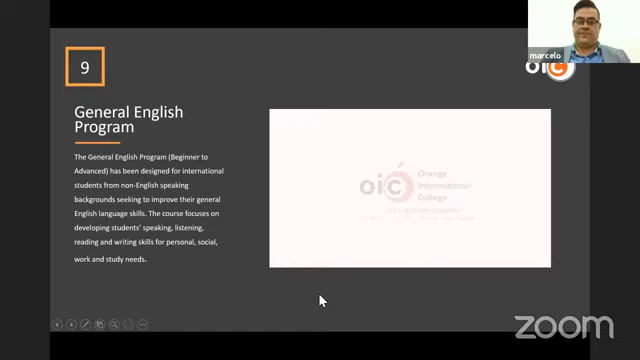 marcelo
oic
9
General English
Program
The General English Program (Beginner to
Advanced) has been designed for international
students from non-English speaking
backgrounds seeking to improve their general
English language skills. The course focuses on
developing students' speaking, listening,
reading and writing skills for personal, social,
work and study needs.
oic
Orange
International
College
zoom